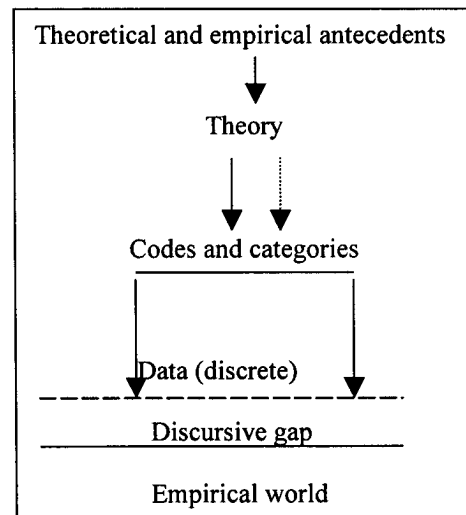 Theoretical and empirical antecedents
Theory
Codes and categories
Data (discrete)
Discursive gap
Empirical world